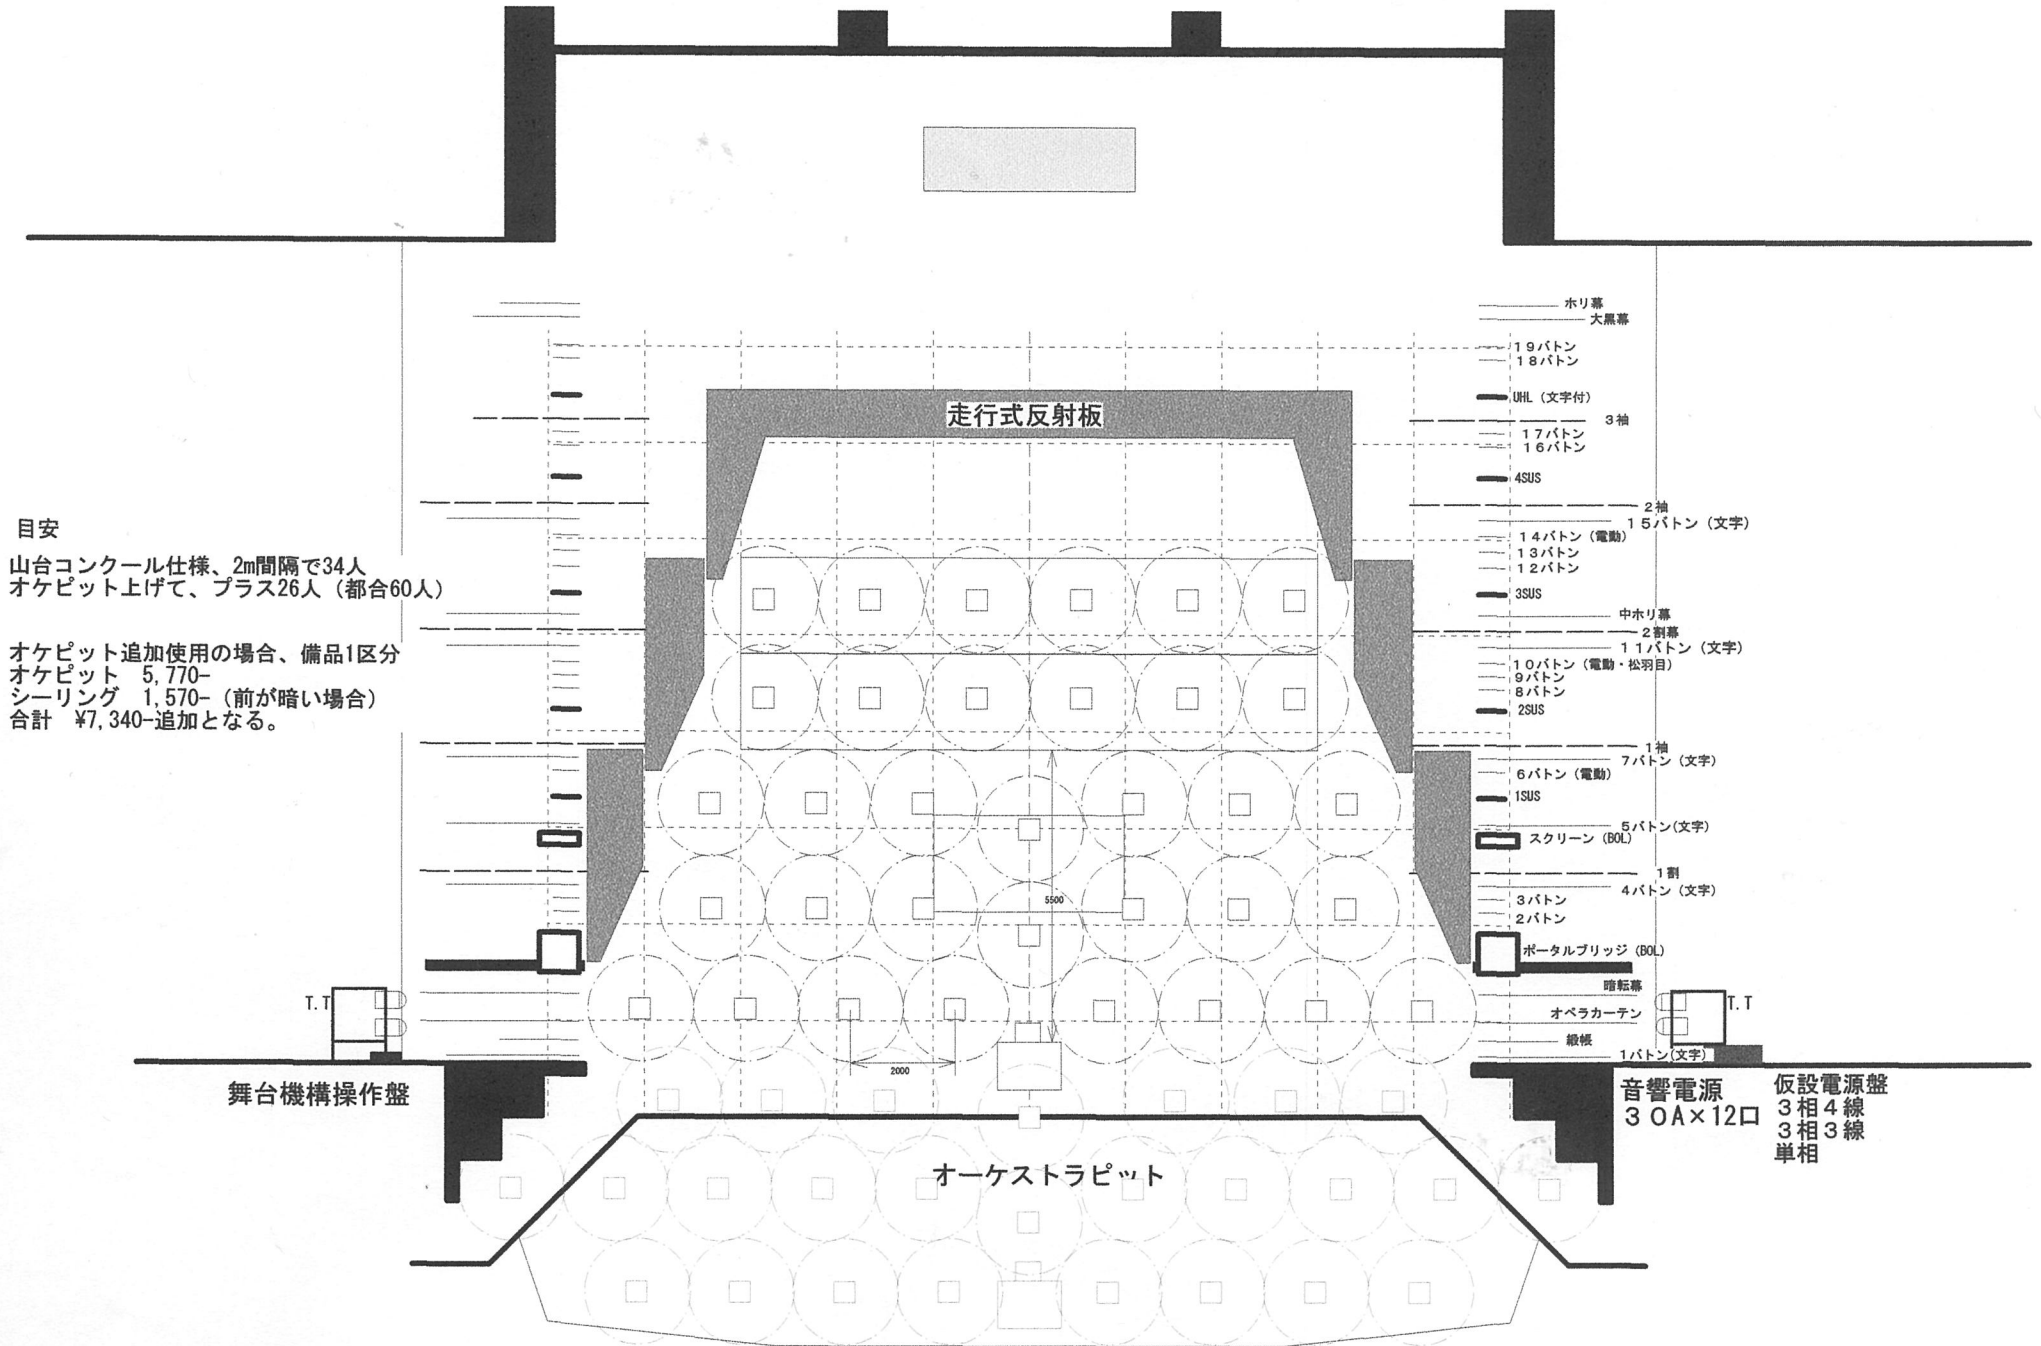 ホリ幕
大黒幕
19バトン
18バトン
UHL (文字付)
走行式反射板
3袖
17バトン
16バトン
4SUS
2袖
15バトン (文字)
14バトン (電動)
13バトン
12バトン
3SUS
中ホリ幕
2割幕
11バトン (文字)
10バトン (電動・松羽目)
9バトン
8バトン
2SUS
1袖
7バトン (文字)
6バトン (電動)
1SUS
5バトン(文字)
スクリーン (BOL)
1割
4バトン (文字)
3バトン
2バトン
ポータルブリッジ (BOL)
暗転幕
オペラカーテン
緞帳
1バトン(文字)
目安
山台コンクール仕様、2m間隔で34人
オケピット上げて、プラス26人 (都合60人)
オケピット追加使用の場合、備品1区分
オケピット 5,770-
シーリング 1,570- (前が暗い場合)
合計 ¥7,340-追加となる。
5500
2000
T.T
T.T
舞台機構操作盤
音響電源
30A×12口
仮設電源盤
3相4線
3相3線
単相
オーケストラピット